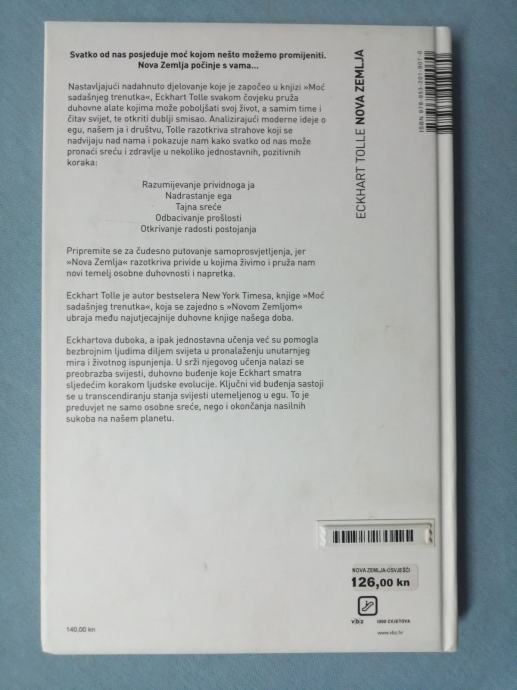 Svatko od nas posjeduje moć kojom nešto možemo promijeniti.
Nova Zemlja počinje s vama...
Nastavljajući nadahnuto djelovanje koje je započeo u knjizi »Moć
sadašnjeg trenutka«, Eckhart Tolle svakom čovjeku pruža
duhovne alate kojima može poboljšati svoj život, a samim time i
čitav svijet, te otkriti dublji smisao. Analizirajući moderne ideje o
egu, našem ja i društvu, Tolle razotkriva strahove koji se
nadvijaju nad nama i pokazuje nam kako svatko od nas može
pronaći sreću i zdravlje u nekoliko jednostavnih, pozitivnih
koraka:
Razumijevanje prividnoga ja
Nadrastanje ega
Tajna sreće
Odbacivanje prošlosti
Otkrivanje radosti postojanja
Pripremite se za čudesno putovanje samoprosvjetljenja, jer
»Nova Zemlja« razotkriva privide u kojima živimo i pruža nam
novi temelj osobne duhovnosti i napretka.
Eckhart Tolle je autor bestselera New York Timesa, knjige »Moć
sadašnjeg trenutka«, koja se zajedno s »Novom Zemljom«
ubraja među najutjecajnije duhovne knjige našega doba.
Eckhartova duboka, a ipak jednostavna učenja već su pomogla
bezbrojnim ljudima diljem svijeta u pronalaženju unutarnjeg
mira i životnog ispunjenja. U srži njegovog učenja nalazi se
preobrazba svijesti, duhovno buđenje koje Eckhart smatra
sljedećim korakom ljudske evolucije. Ključni vid buđenja sastoji
se u transcendiranju stanja svijesti utemeljenog u egu. To je
preduvjet ne samo osobne sreće, nego i okončanja nasilnih
sukoba na našem planetu.
140,00 kn
ECKHART TOLLE NOVA ZEMLJA
ISBN 978-953-201-807-0
NOVA ZEMLJA-OSVJEŠĆI
126,00 kn
v|b|z
1000 CVJETOVA
www.vbz.hr